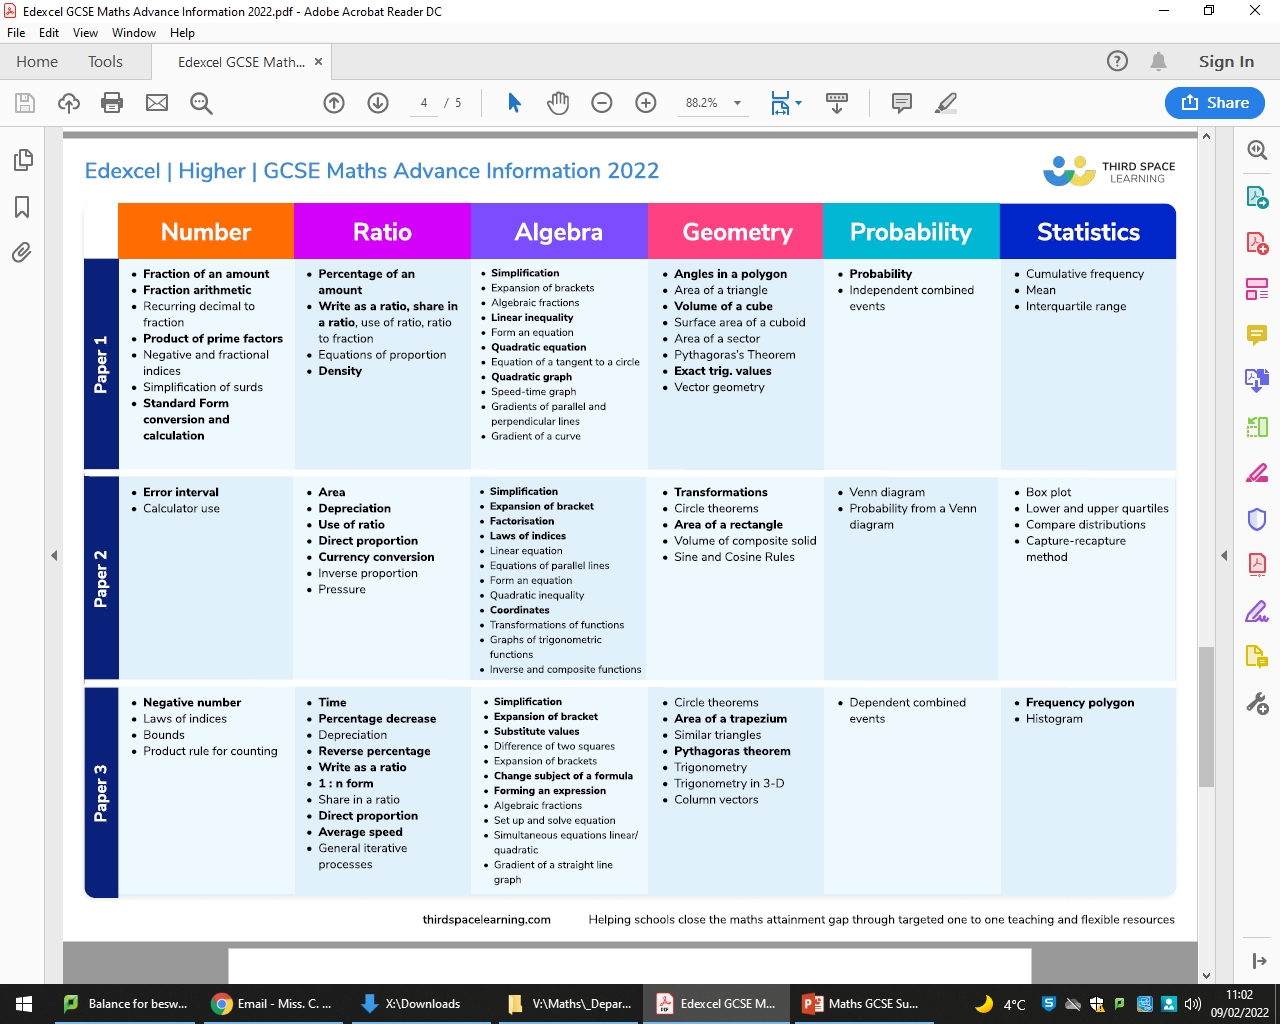 Edexcel GCSE Maths Advance Information 2022.pdf - Adobe Acrobat Reader DC
File Edit View Window Help
Home Tools Edexcel GCSE Math... × Sign In
4 / 5 88.2% Share
Edexcel | Higher | GCSE Maths Advance Information 2022
THIRD SPACE
LEARNING
Number Ratio Algebra Geometry Probability Statistics
Paper 1
• Fraction of an amount
• Fraction arithmetic
• Recurring decimal to
fraction
• Product of prime factors
• Negative and fractional
indices
• Simplification of surds
• Standard Form
conversion and
calculation
• Percentage of an
amount
• Write as a ratio, share in
a ratio, use of ratio, ratio
to fraction
• Equations of proportion
• Density
• Simplification
• Expansion of brackets
• Algebraic fractions
• Linear inequality
• Form an equation
• Quadratic equation
• Equation of a tangent to a circle
• Quadratic graph
• Speed-time graph
• Gradients of parallel and
perpendicular lines
• Gradient of a curve
• Angles in a polygon
• Area of a triangle
• Volume of a cube
• Surface area of a cuboid
• Area of a sector
• Pythagoras's Theorem
• Exact trig. values
• Vector geometry
• Probability
• Independent combined
events
• Cumulative frequency
• Mean
• Interquartile range
Paper 2
• Error interval
• Calculator use
• Area
• Depreciation
• Use of ratio
• Direct proportion
• Currency conversion
• Inverse proportion
• Pressure
• Simplification
• Expansion of bracket
• Factorisation
• Laws of indices
• Linear equation
• Equations of parallel lines
• Form an equation
• Quadratic inequality
• Coordinates
• Transformations of functions
• Graphs of trigonometric
functions
• Inverse and composite functions
• Transformations
• Circle theorems
• Area of a rectangle
• Volume of composite solid
• Sine and Cosine Rules
• Venn diagram
• Probability from a Venn
diagram
• Box plot
• Lower and upper quartiles
• Compare distributions
• Capture-recapture
method
Paper 3
• Negative number
• Laws of indices
• Bounds
• Product rule for counting
• Time
• Percentage decrease
• Depreciation
• Reverse percentage
• Write as a ratio
• 1 : n form
• Share in a ratio
• Direct proportion
• Average speed
• General iterative
processes
• Simplification
• Expansion of bracket
• Substitute values
• Difference of two squares
• Expansion of brackets
• Change subject of a formula
• Forming an expression
• Algebraic fractions
• Set up and solve equation
• Simultaneous equations linear/
quadratic
• Gradient of a straight line
graph
• Circle theorems
• Area of a trapezium
• Similar triangles
• Pythagoras theorem
• Trigonometry
• Trigonometry in 3-D
• Column vectors
• Dependent combined
events
• Frequency polygon
• Histogram
thirdspacelearning.com Helping schools close the maths attainment gap through targeted one to one teaching and flexible resources
Balance for besw... Email - Miss. C. ... X:\Downloads V:\Maths\_Depar... Edexcel GCSE M... Maths GCSE Su... 4°C 11:02
09/02/2022